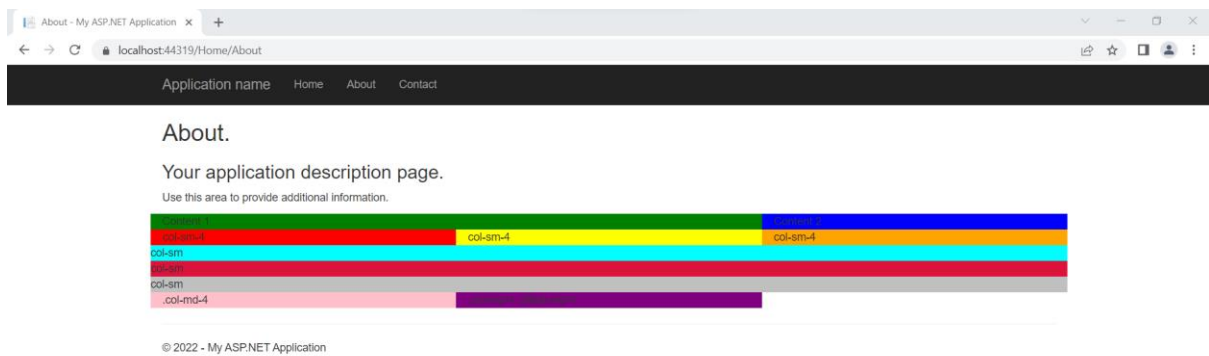 About - My ASP.NET Application
localhost:44319/Home/About
Application name Home About Contact
About.
Your application description page.
Use this area to provide additional information.
Content 1 Content 2
col-sm-4 col-sm-4 col-sm-4
col-sm
col-sm
col-sm
.col-md-4
© 2022 - My ASP.NET Application